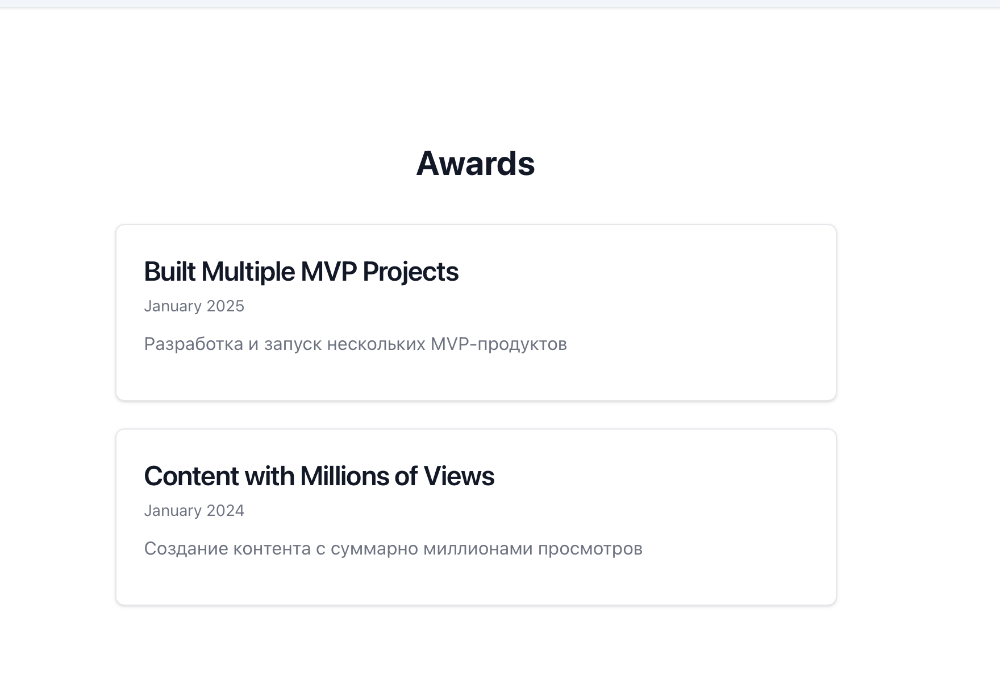 Awards
Built Multiple MVP Projects
January 2025
Разработка и запуск нескольких MVP-продуктов
Content with Millions of Views
January 2024
Создание контента с суммарно миллионами просмотров